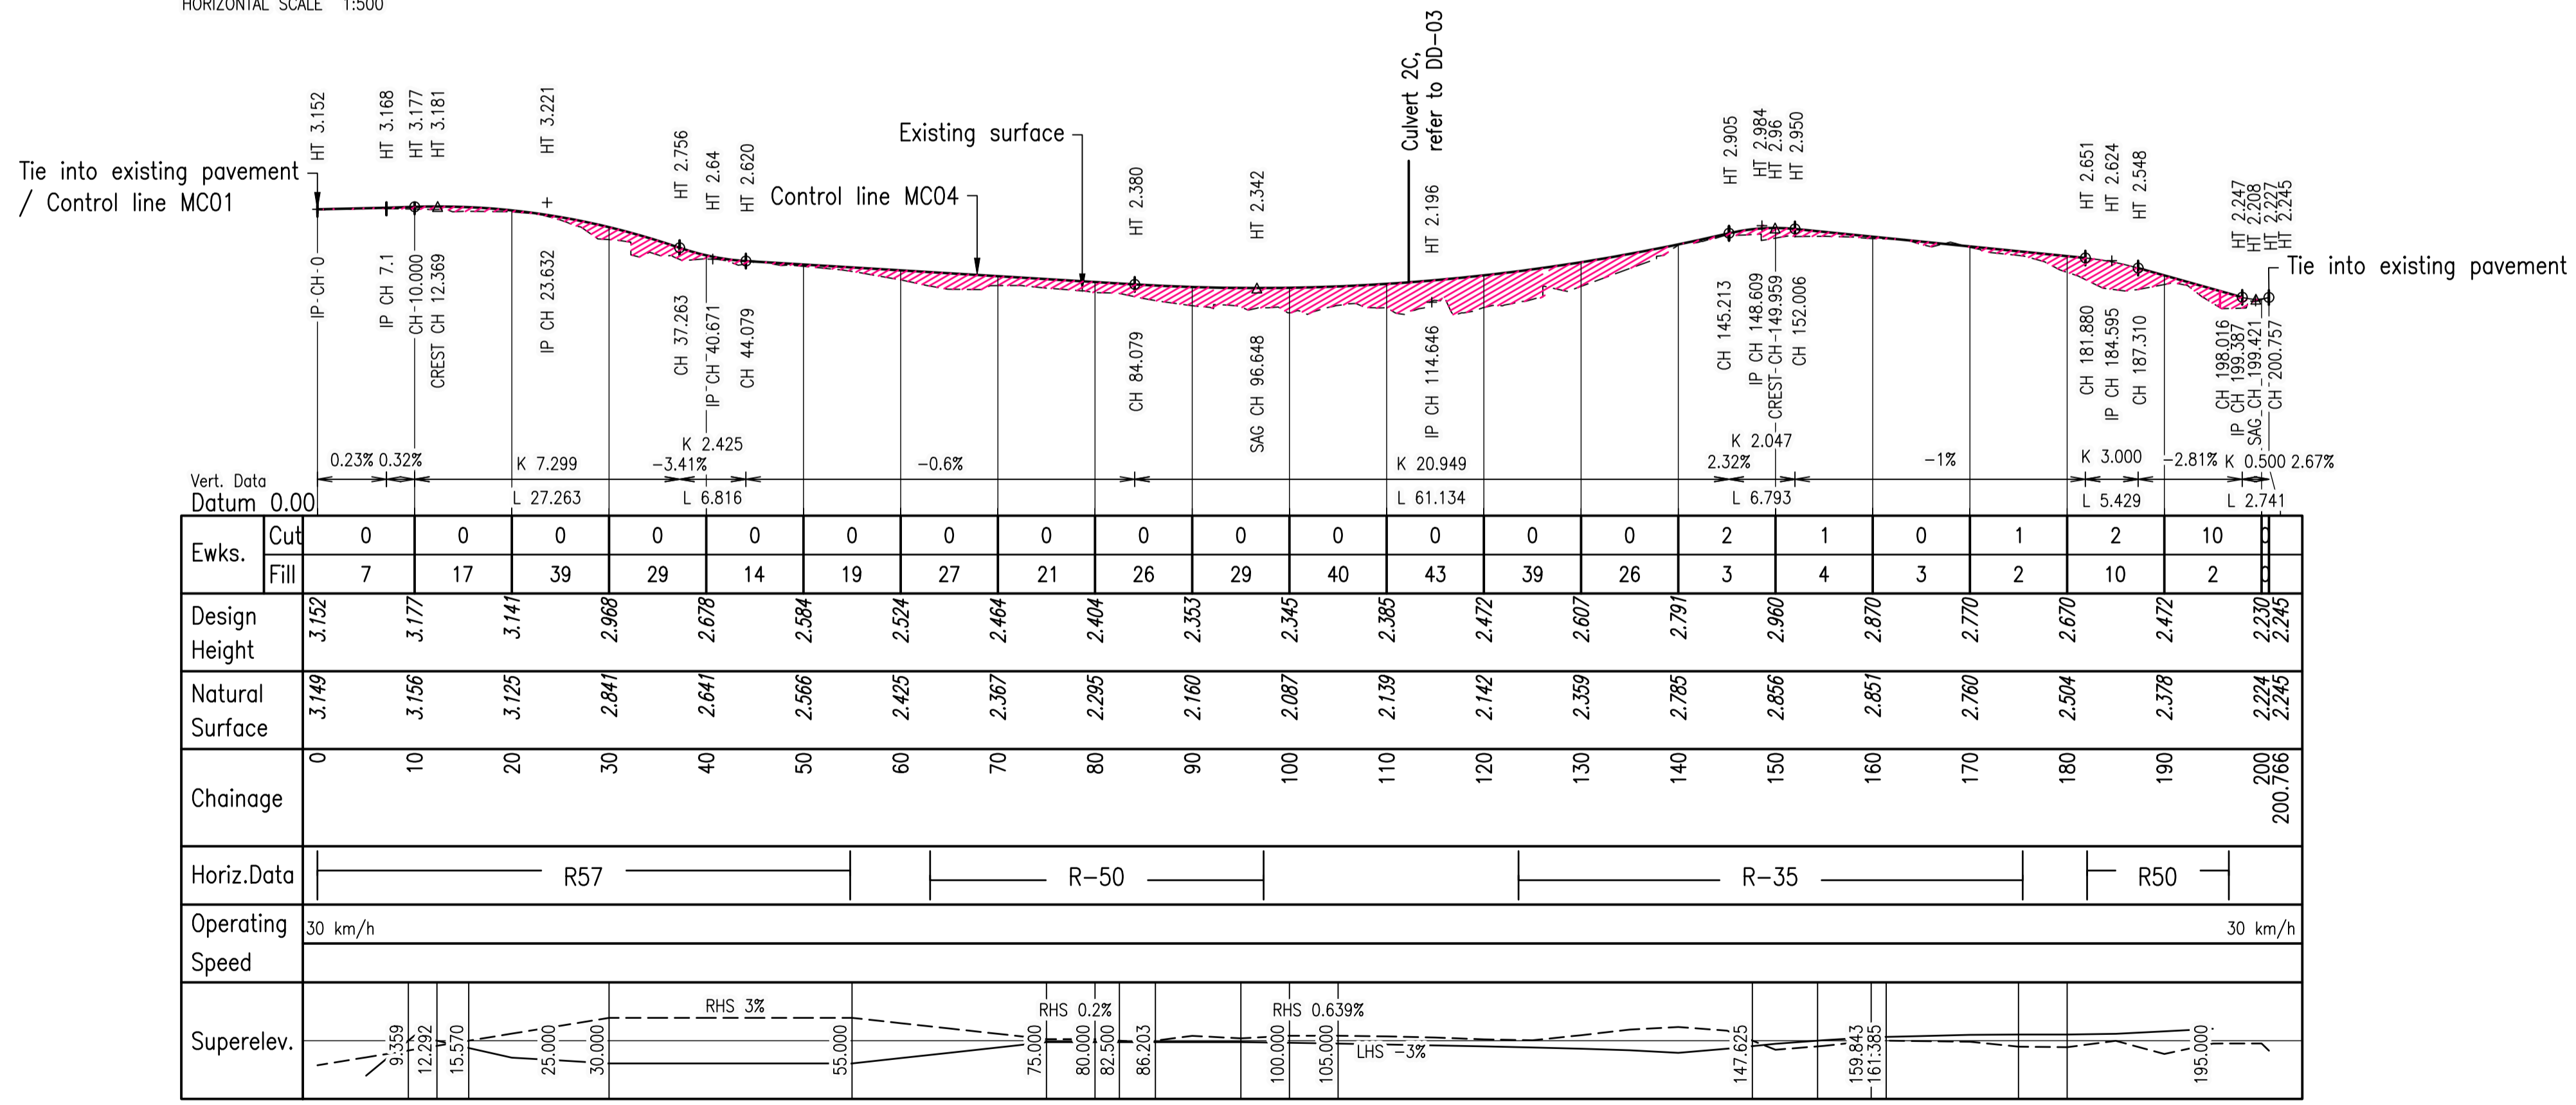 HORIZONTAL SCALE 1:500
Tie into existing pavement
/ Control line MC01
HT 3.152
HT 3.168
HT 3.177
HT 3.181
HT 3.221
HT 2.756
HT 2.64
HT 2.620
Control line MC04
Existing surface
HT 2.380
HT 2.342
Culvert 2C,
refer to DD-03
HT 2.196
HT 2.905
HT 2.984
HT 2.96
HT 2.950
HT 2.651
HT 2.624
HT 2.548
HT 2.247
HT 2.208
HT 2.227
HT 2.245
Tie into existing pavement
IP-CH-0
IP CH 7.1
CH-10.000
CREST CH 12.369
IP CH 23.632
CH 37.263
IP CH 40.671
CH 44.079
CH 84.079
SAG CH 96.648
IP CH 114.646
CH 145.213
IP CH 148.609
CREST-CH-149.959
CH 152.006
CH 181.880
IP CH 184.595
CH 187.310
CH 198.016
IP CH 199.387
SAG CH 199.421
CH 200.757
Vert. Data
0.23% 0.32% K 7.299 -3.41% K 2.425 -0.6% K 20.949 2.32% K 2.047 -1% K 3.000 -2.81% K 0.500 2.67%
L 27.263 L 6.816 L 61.134 L 6.793 L 5.429 L 2.741
Datum 0.00
Ewks.
Cut 0 0 0 0 0 0 0 0 0 0 0 0 0 0 2 1 0 1 2 10 0
Fill 7 17 39 29 14 19 27 21 26 29 40 43 39 26 3 4 3 2 10 2 0
Design
Height
3.152 3.177 3.141 2.968 2.678 2.584 2.524 2.464 2.404 2.353 2.345 2.385 2.472 2.607 2.791 2.960 2.870 2.770 2.670 2.472 2.230 2.245
Natural
Surface
3.149 3.156 3.125 2.841 2.641 2.566 2.425 2.367 2.295 2.160 2.087 2.139 2.142 2.359 2.785 2.856 2.851 2.760 2.504 2.378 2.224 2.245
Chainage
0 10 20 30 40 50 60 70 80 90 100 110 120 130 140 150 160 170 180 190 200 200.766
Horiz.Data R57 R-50 R-35 R50
Operating
Speed
30 km/h 30 km/h
Superelev.
RHS 3% RHS 0.2% RHS 0.639% LHS -3%
9.359 12.292 15.570 25.000 30.000 55.000 75.000 80.000 82.500 86.203 100.000 105.000 147.625 159.843 161.385 195.000